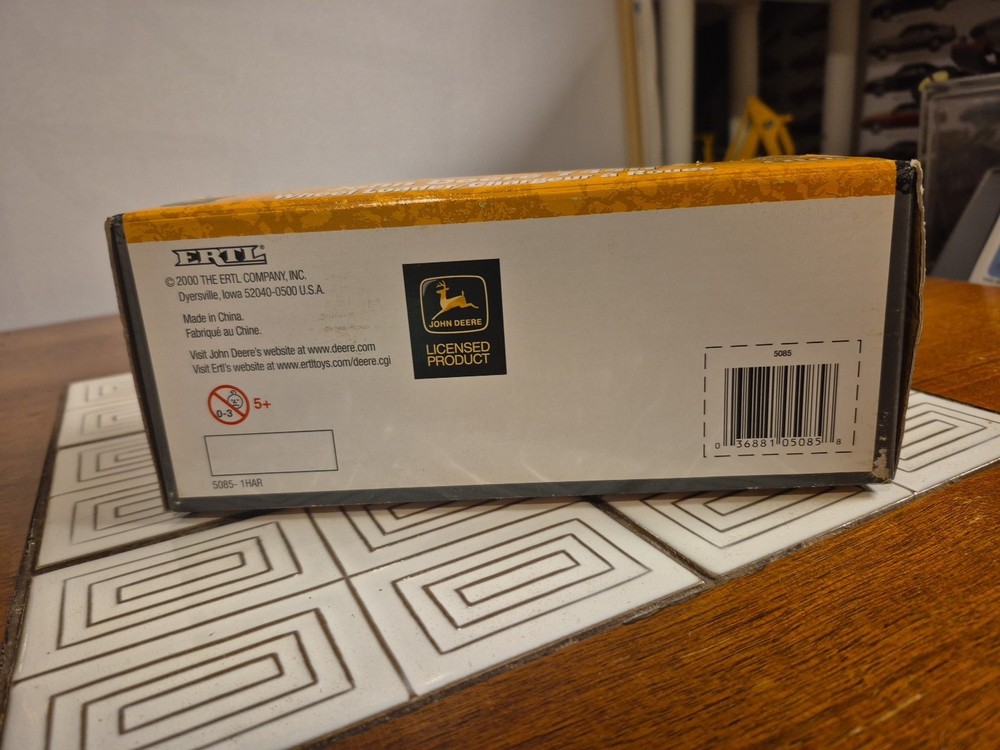 ERTL®
© 2000 THE ERTL COMPANY, INC.
Dyersville, Iowa 52040-0500 U.S.A.
Made in China.
Fabriqué au Chine.
Visit John Deere's website at www.deere.com
Visit Ertl's website at www.ertltoys.com/deere.cgi
0-3
5+
5085- 1HAR
JOHN DEERE
LICENSED
PRODUCT
5085
0 36881 05085 8